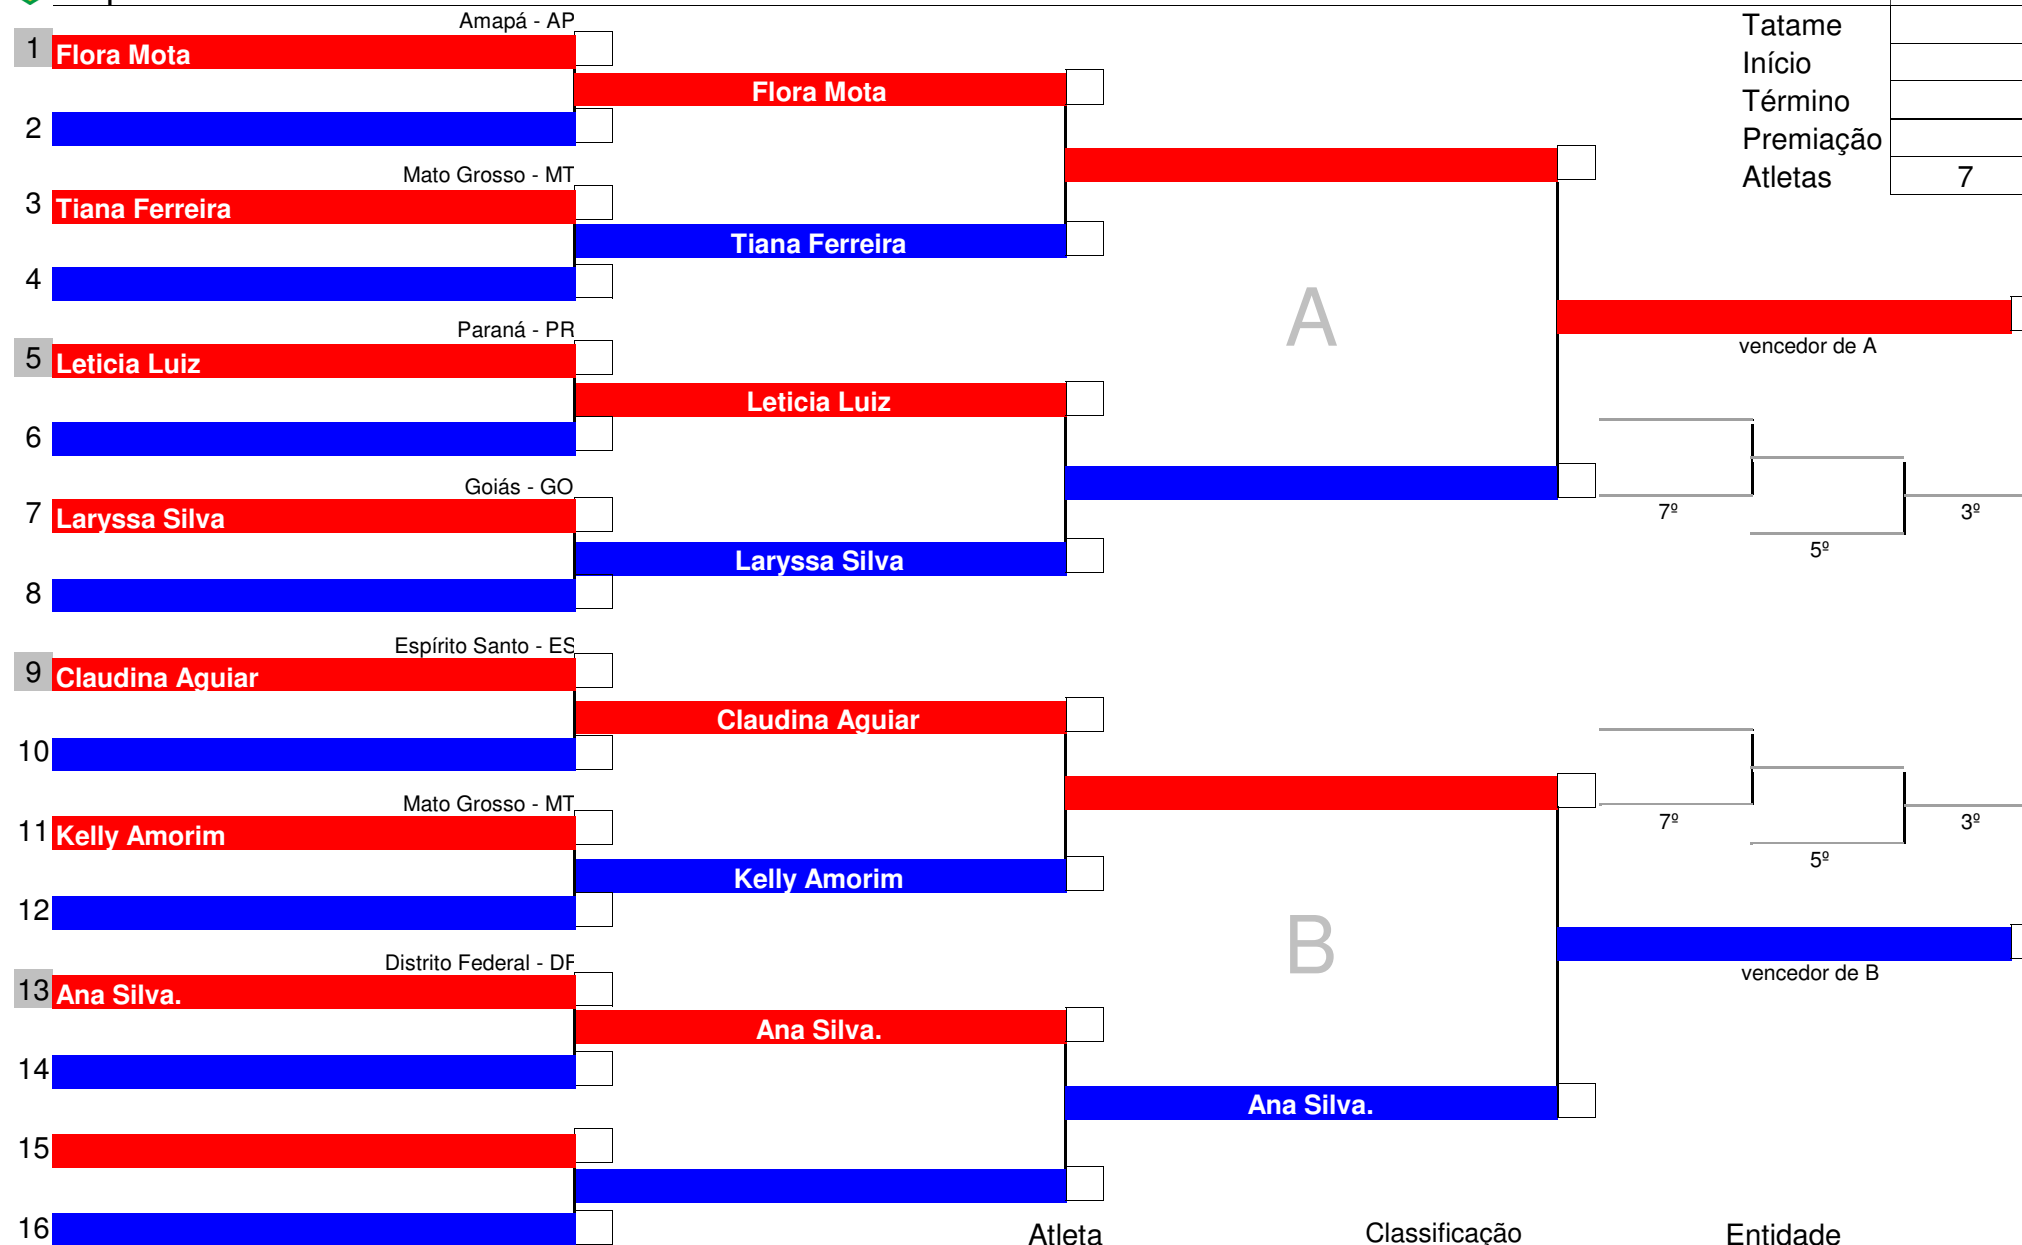 Amapá - AP
Tatame
1 Flora Mota
Início
Flora Mota
Término
2
Premiação
Mato Grosso - MT
Atletas 7
3 Tiana Ferreira
Tiana Ferreira
4
A
Paraná - PR
vencedor de A
5 Leticia Luiz
Leticia Luiz
6
Goiás - GO
7 Laryssa Silva
7º
3º
5º
Laryssa Silva
8
Espírito Santo - ES
9 Claudina Aguiar
Claudina Aguiar
10
Mato Grosso - MT
7º
3º
11 Kelly Amorim
5º
Kelly Amorim
12
B
Distrito Federal - DF
vencedor de B
13 Ana Silva.
Ana Silva.
14
Ana Silva.
15
16
Atleta Classificação Entidade